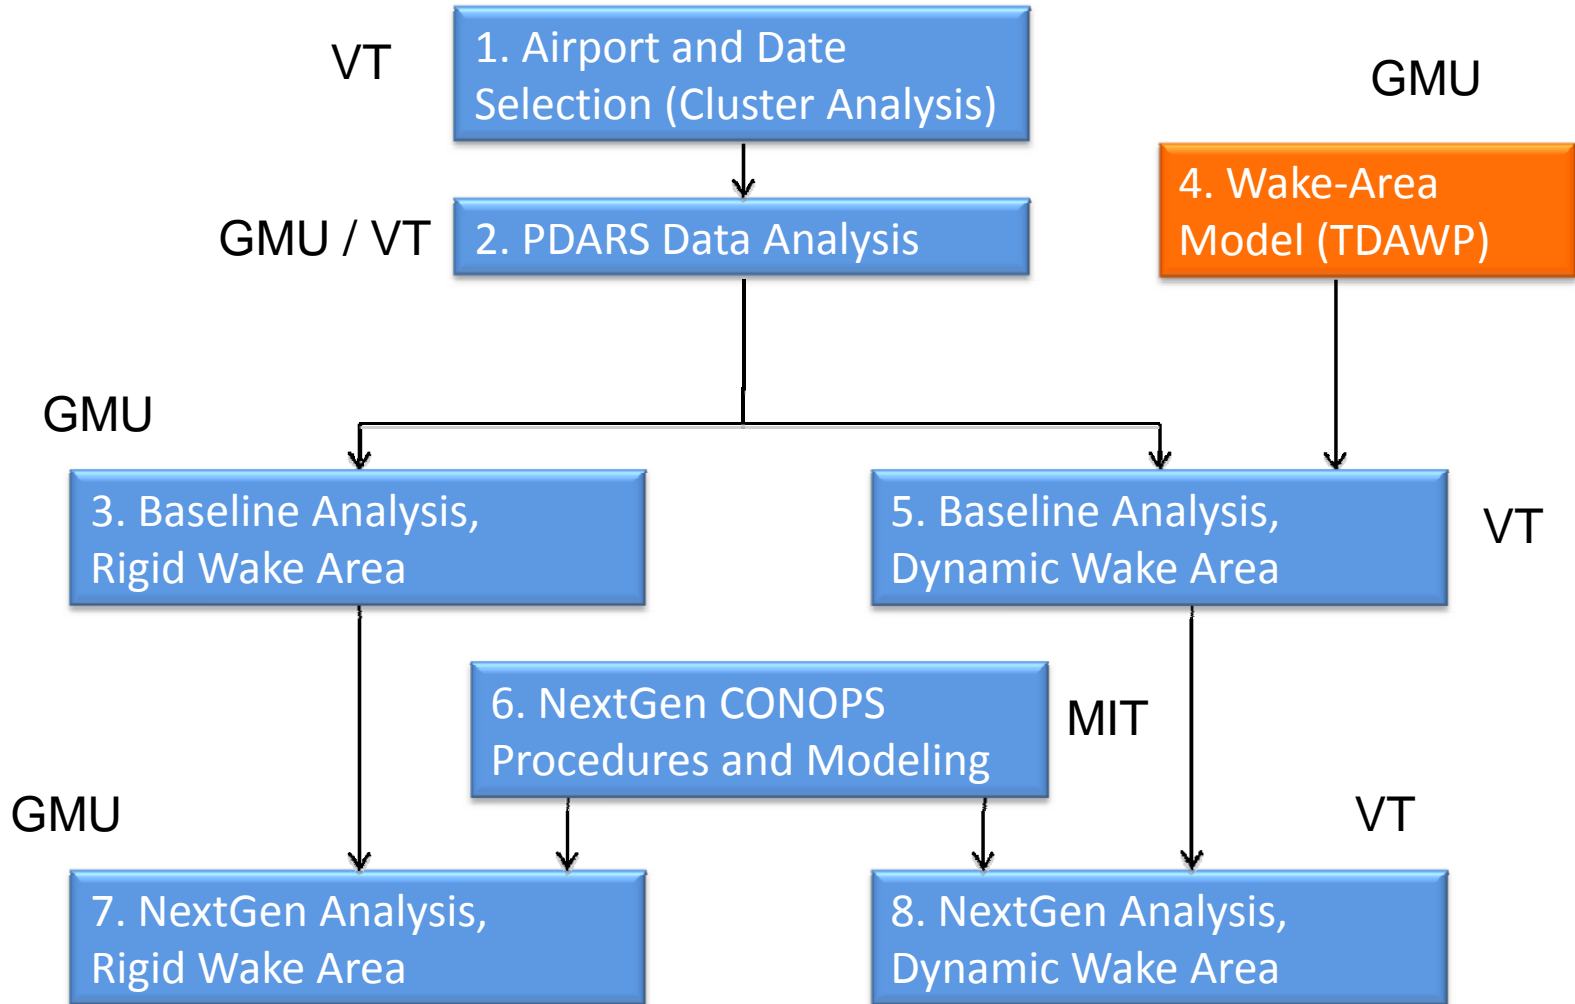 VT
1. Airport and Date
Selection (Cluster Analysis)
GMU
4. Wake-Area
Model (TDAWP)
GMU / VT
2. PDARS Data Analysis
GMU
3. Baseline Analysis,
Rigid Wake Area
5. Baseline Analysis,
Dynamic Wake Area
VT
6. NextGen CONOPS
Procedures and Modeling
MIT
GMU
VT
7. NextGen Analysis,
Rigid Wake Area
8. NextGen Analysis,
Dynamic Wake Area